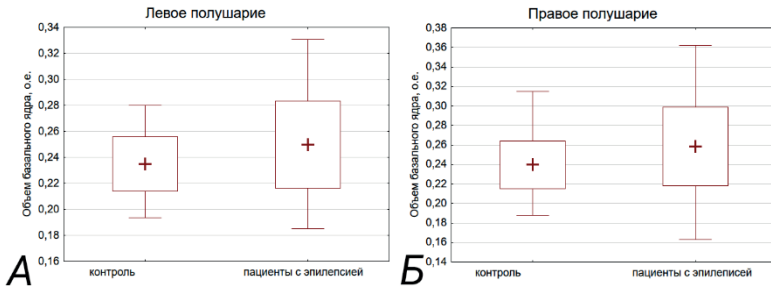 Левое полушарие
Объем базального ядра, о.е.
0,34
0,32
0,30
0,28
0,26
0,24
0,22
0,20
0,18
0,16
контроль
пациенты с эпилепсией
А
Правое полушарие
Объем базального ядра, о.е.
0,38
0,36
0,34
0,32
0,30
0,28
0,26
0,24
0,22
0,20
0,18
0,16
0,14
контроль
пациенты с эпилеписей
Б